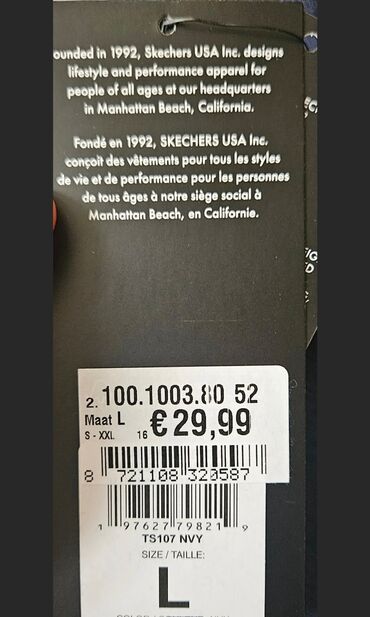 ounded in 1992, Skechers USA Inc. designs
lifestyle and performance apparel for
people of all ages at our headquarters
in Manhattan Beach, California.
Fondé en 1992, SKECHERS USA Inc.
conçoit des vêtements pour tous les styles
de vie et de performance pour les personnes
de tous âges à notre siège social à
Manhattan Beach, en Californie.
2. 100.1003.80 52
Maat L
S - XXL 16 €29,99
8 721108 320587
1 97627 79821 9
TS107 NVY
SIZE / TAILLE:
L